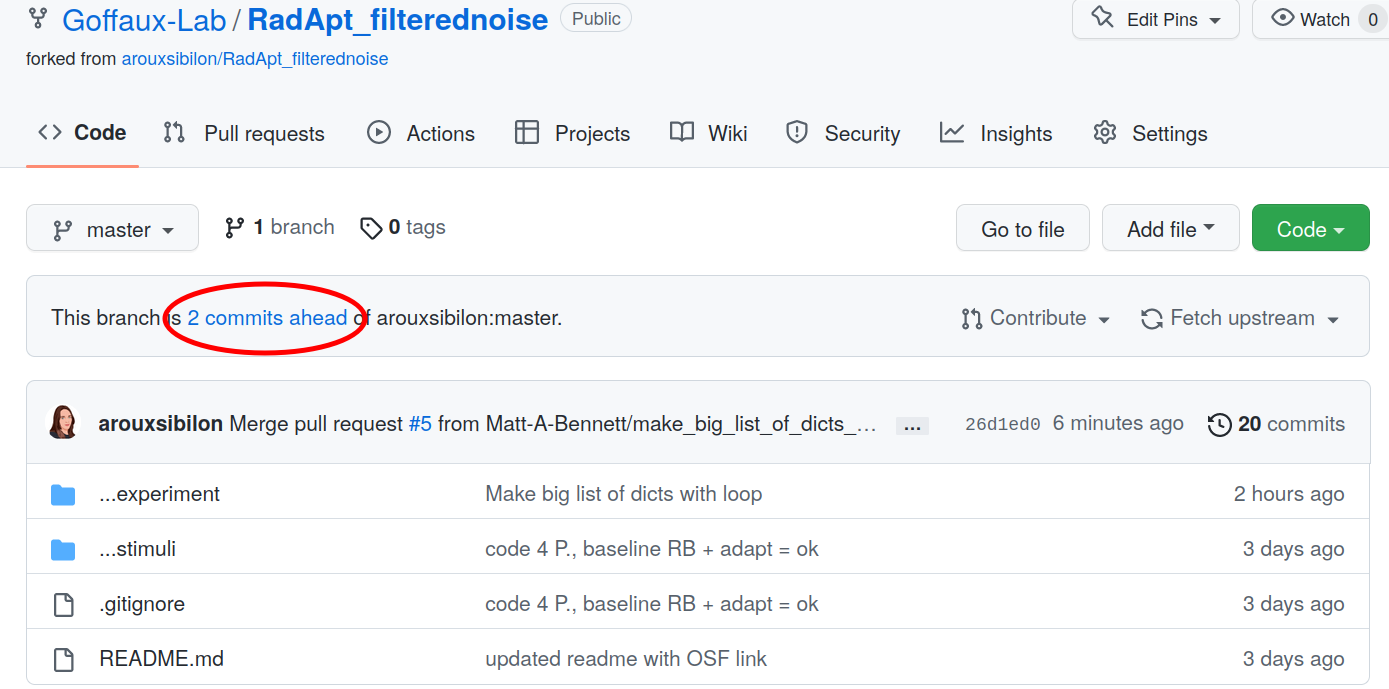 Goffaux-Lab / RadApt_filterednoise Public Edit Pins Watch 0
forked from arouxsibilon/RadApt_filterednoise
Code Pull requests Actions Projects Wiki Security Insights Settings
master 1 branch 0 tags Go to file Add file Code
This branch is 2 commits ahead of arouxsibilon:master. Contribute Fetch upstream
arouxsibilon Merge pull request #5 from Matt-A-Bennett/make_big_list_of_dicts_… ... 26d1ed0 6 minutes ago 20 commits
...experiment Make big list of dicts with loop 2 hours ago
...stimuli code 4 P., baseline RB + adapt = ok 3 days ago
.gitignore code 4 P., baseline RB + adapt = ok 3 days ago
README.md updated readme with OSF link 3 days ago